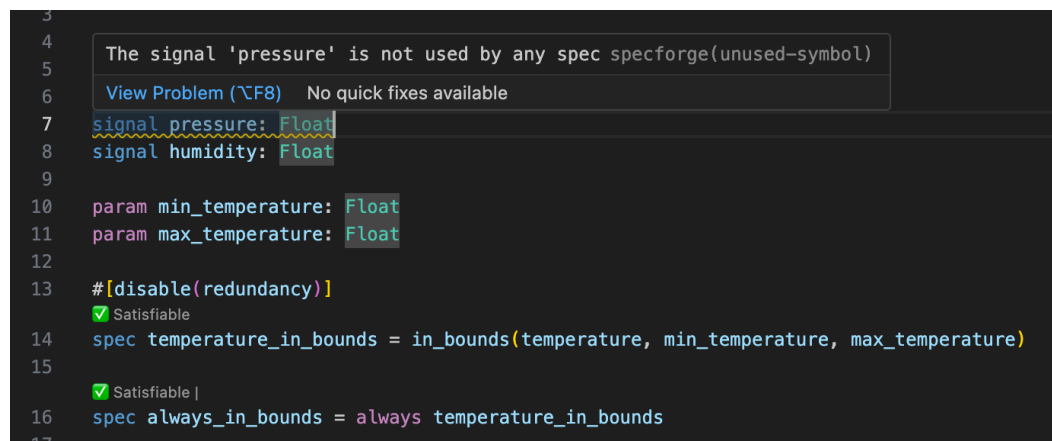 3
4
The signal 'pressure' is not used by any spec specforge(unused-symbol)
5
6
View Problem (⌥F8) No quick fixes available
7 signal pressure: Float
8 signal humidity: Float
9
10 param min_temperature: Float
11 param max_temperature: Float
12
13 #[disable(redundancy)]
✅ Satisfiable
14 spec temperature_in_bounds = in_bounds(temperature, min_temperature, max_temperature)
15
✅ Satisfiable |
16 spec always_in_bounds = always temperature_in_bounds
17